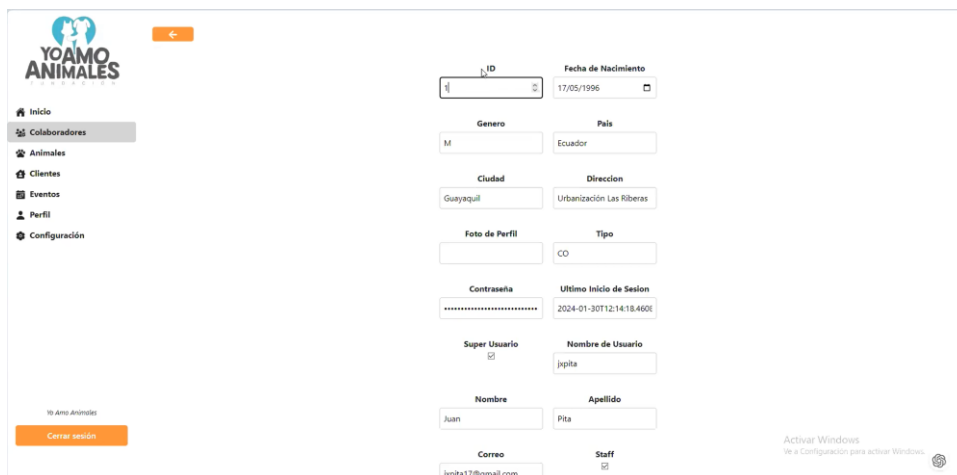 YO AMO
ANIMALES
FUNDACIÓN
Inicio
Colaboradores
Animales
Clientes
Eventos
Perfil
Configuración
Yo Amo Animales
Cerrar sesión
ID Fecha de Nacimiento
1 17/05/1996
Genero Pais
M Ecuador
Ciudad Direccion
Guayaquil Urbanización Las Riberas
Foto de Perfil Tipo
CO
Contraseña Ultimo Inicio de Sesion
2024-01-30T12:14:18.460
Super Usuario Nombre de Usuario
jxpita
Nombre Apellido
Juan Pita
Correo Staff
jxpita17@gmail.com
Activar Windows
Ve a Configuración para activar Windows.